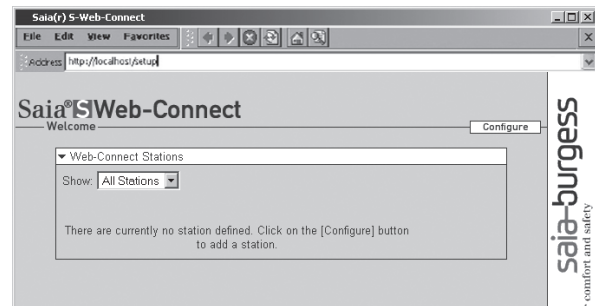 Saia(r) S-Web-Connect
File Edit View Favorites
Address http://localhost/setup
Saia®SWeb-Connect
Welcome
Configure
Web-Connect Stations
Show: All Stations
There are currently no station defined. Click on the [Configure] button
to add a station.
saia-burgess
comfort and safety